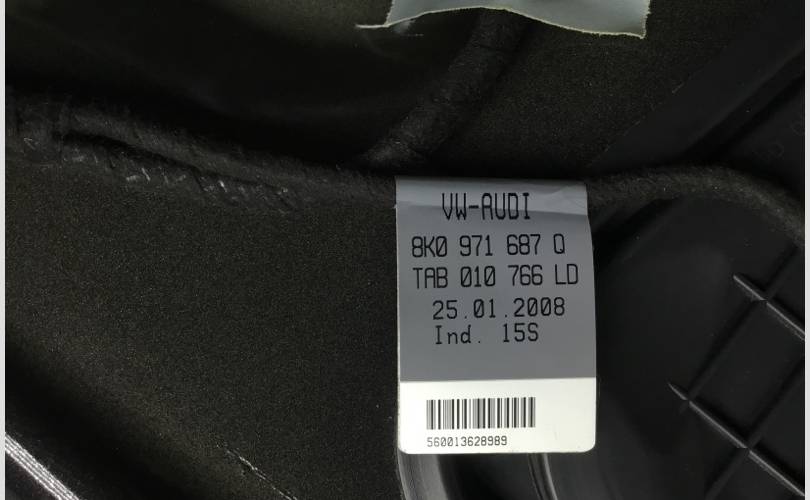 VW-AUDI
8K0 971 687 Q
TAB 010 766 LD
25.01.2008
Ind. 15S
560013628989